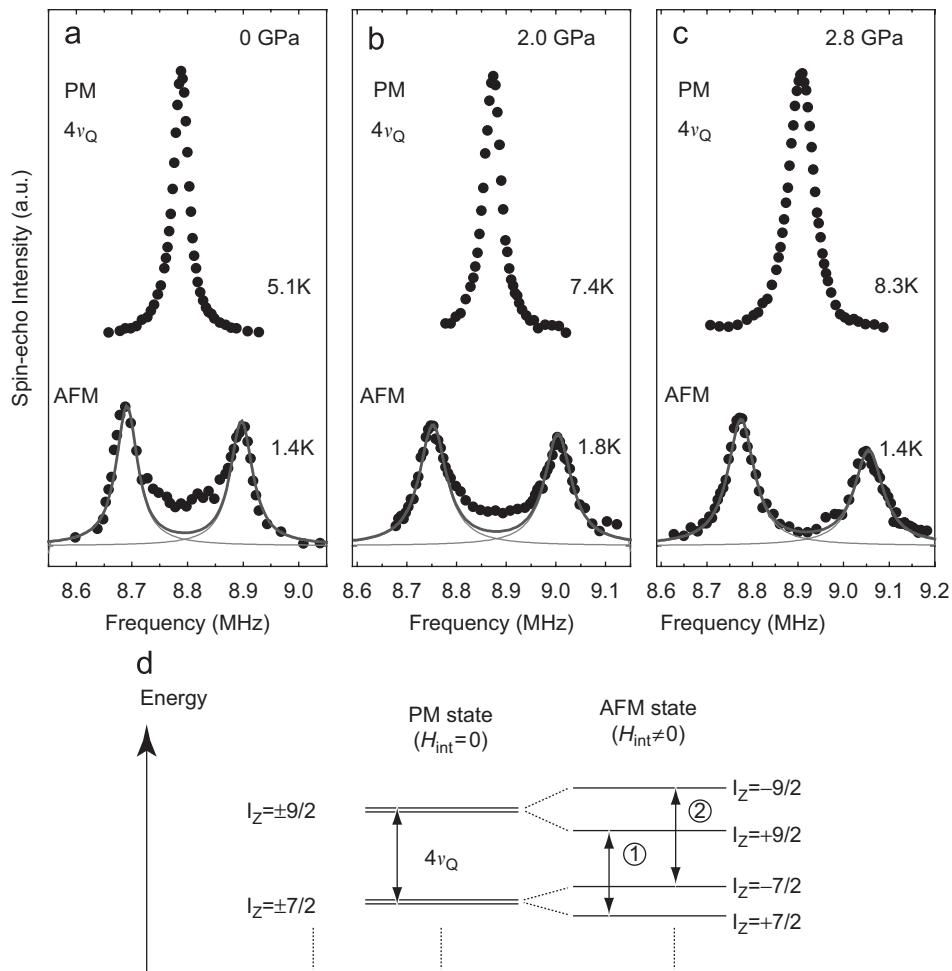 a
0 GPa
PM
4νQ
5.1K
AFM
1.4K
b
2.0 GPa
PM
4νQ
7.4K
AFM
1.8K
c
2.8 GPa
PM
4νQ
8.3K
AFM
1.4K
Spin-echo Intensity (a.u.)
8.6 8.7 8.8 8.9 9.0
8.7 8.8 8.9 9.0 9.1
8.6 8.7 8.8 8.9 9.0 9.1 9.2
Frequency (MHz)
Frequency (MHz)
Frequency (MHz)
d
Energy
PM state
(Hint=0)
AFM state
(Hint≠0)
IZ=±9/2
4νQ
IZ=±7/2
①
②
IZ=−9/2
IZ=+9/2
IZ=−7/2
IZ=+7/2